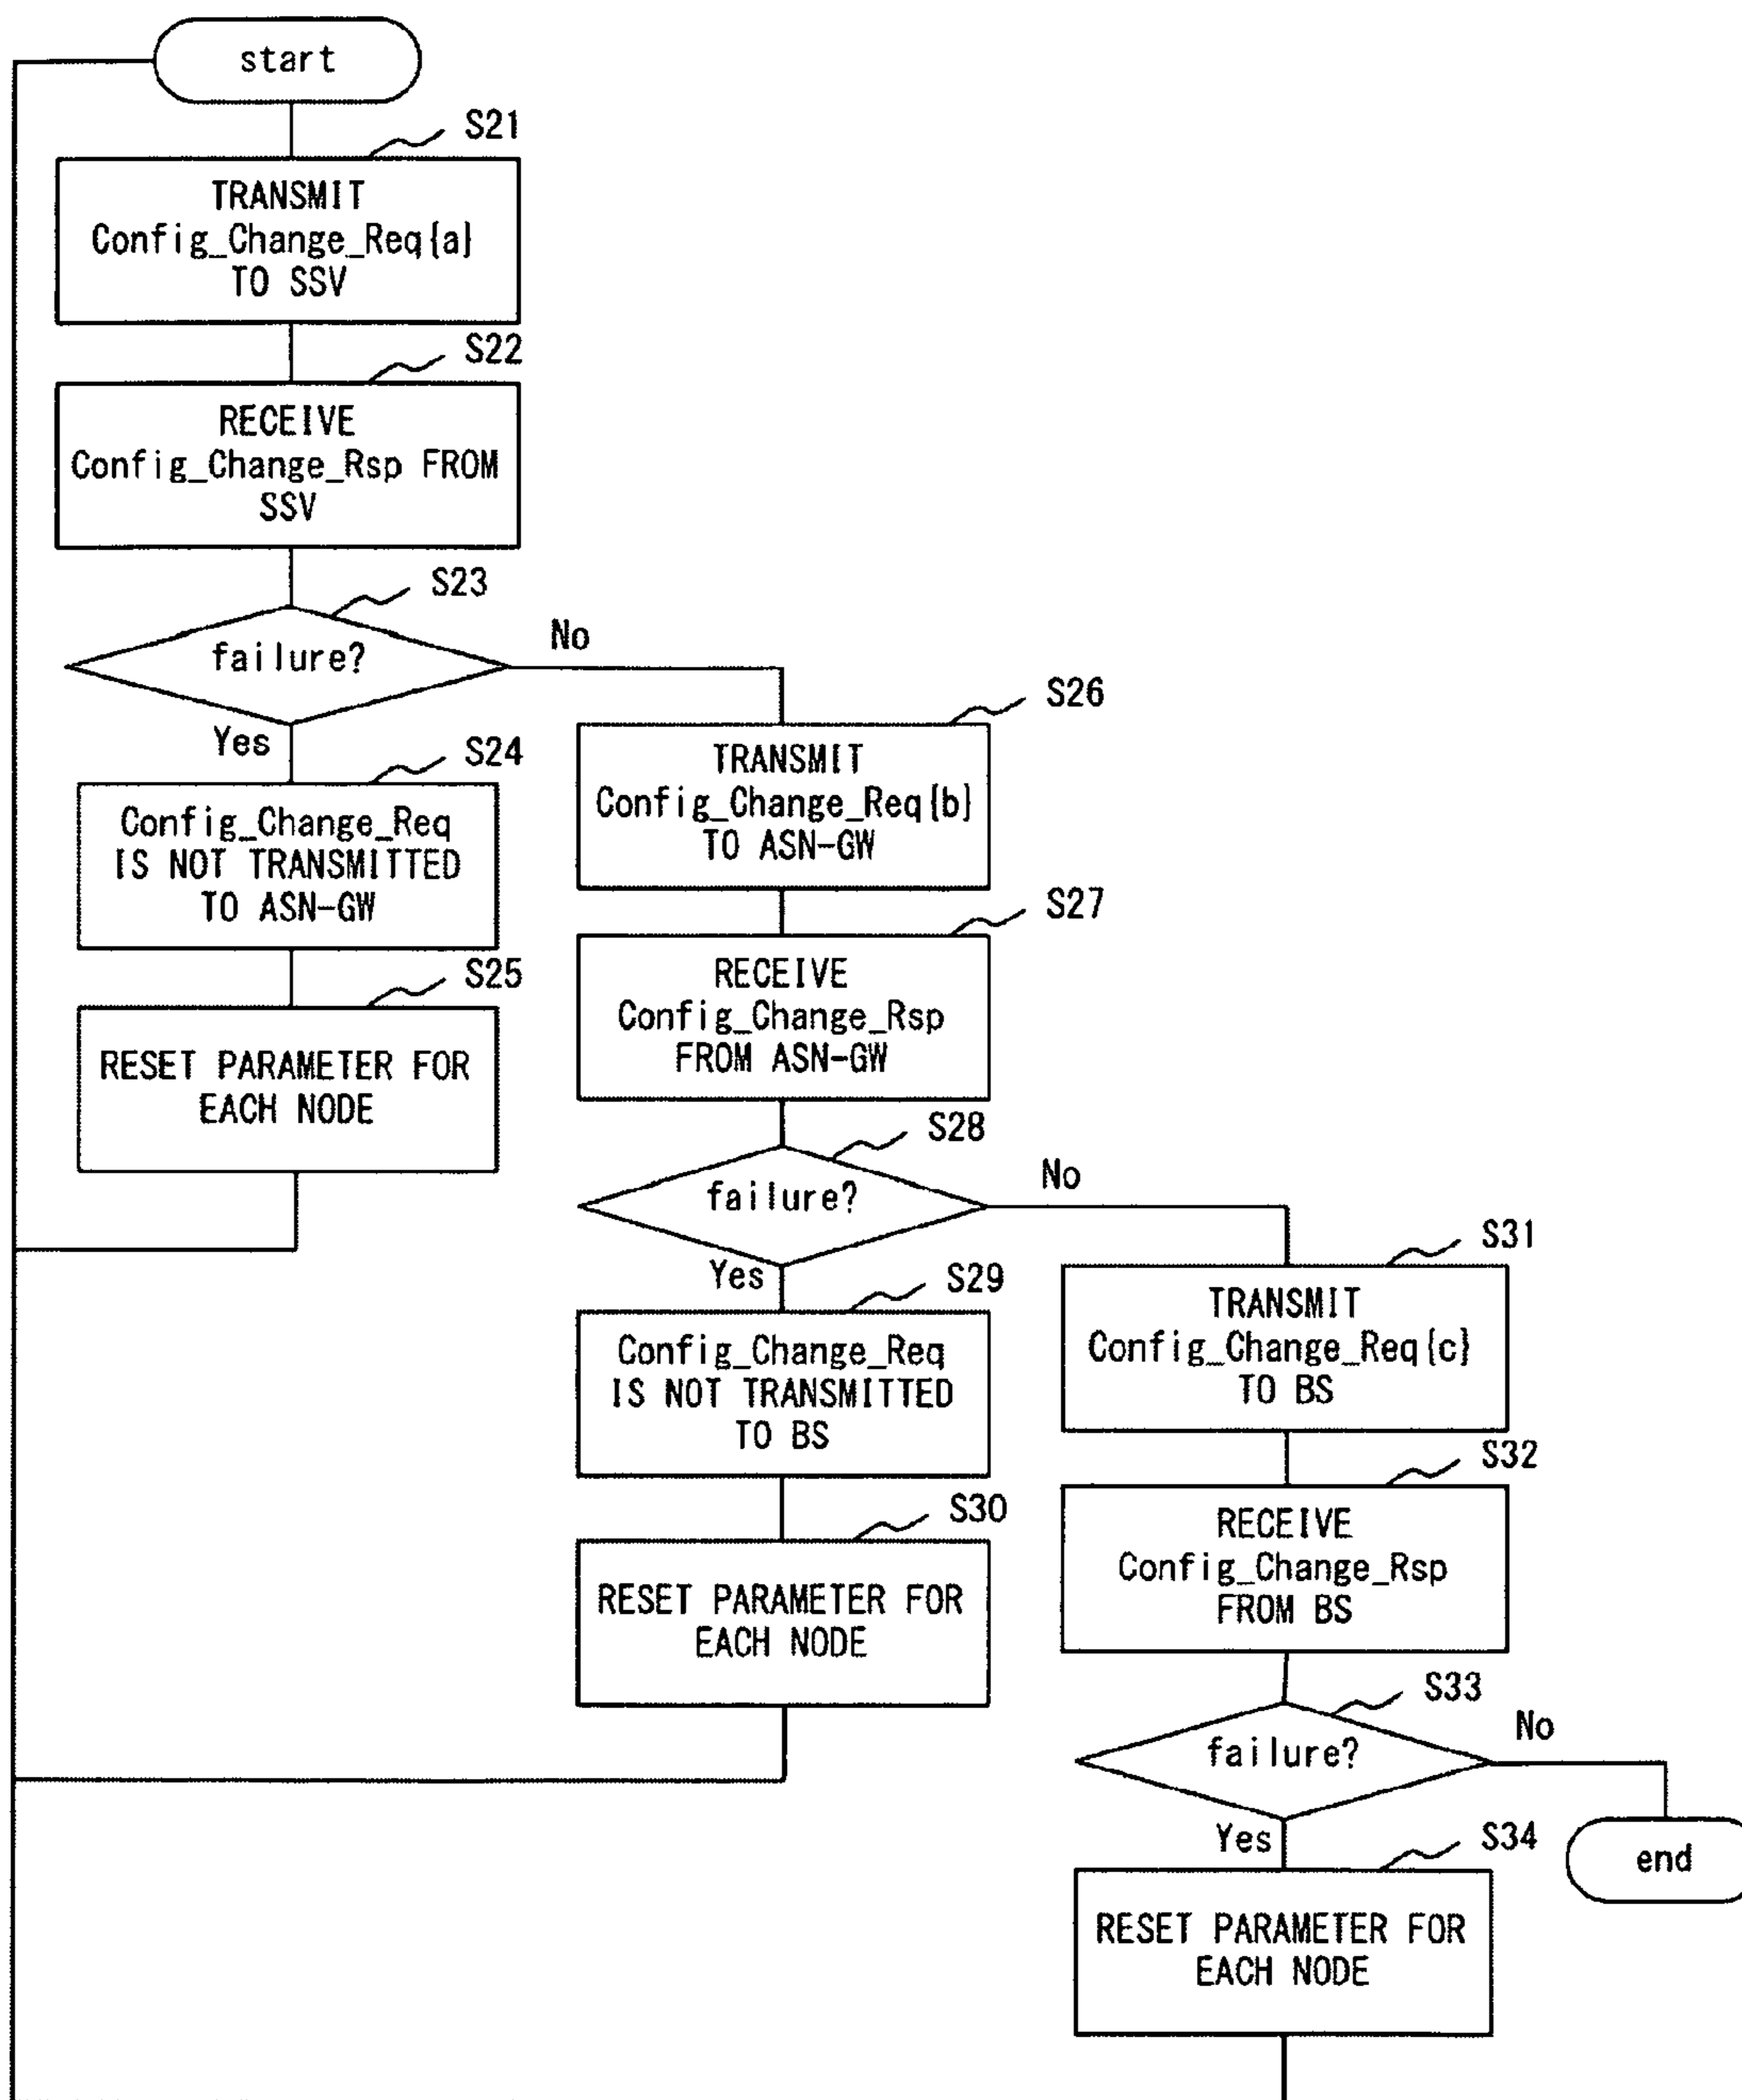 start
S21
TRANSMIT
Config_Change_Req{a}
TO SSV
S22
RECEIVE
Config_Change_Rsp FROM
SSV
S23
failure?
No
Yes
S24
Config_Change_Req
IS NOT TRANSMITTED
TO ASN-GW
S25
RESET PARAMETER FOR
EACH NODE
S26
TRANSMIT
Config_Change_Req{b}
TO ASN-GW
S27
RECEIVE
Config_Change_Rsp
FROM ASN-GW
S28
failure?
No
Yes
S29
Config_Change_Req
IS NOT TRANSMITTED
TO BS
S30
RESET PARAMETER FOR
EACH NODE
S31
TRANSMIT
Config_Change_Req{c}
TO BS
S32
RECEIVE
Config_Change_Rsp
FROM BS
S33
failure?
No
Yes
end
S34
RESET PARAMETER FOR
EACH NODE